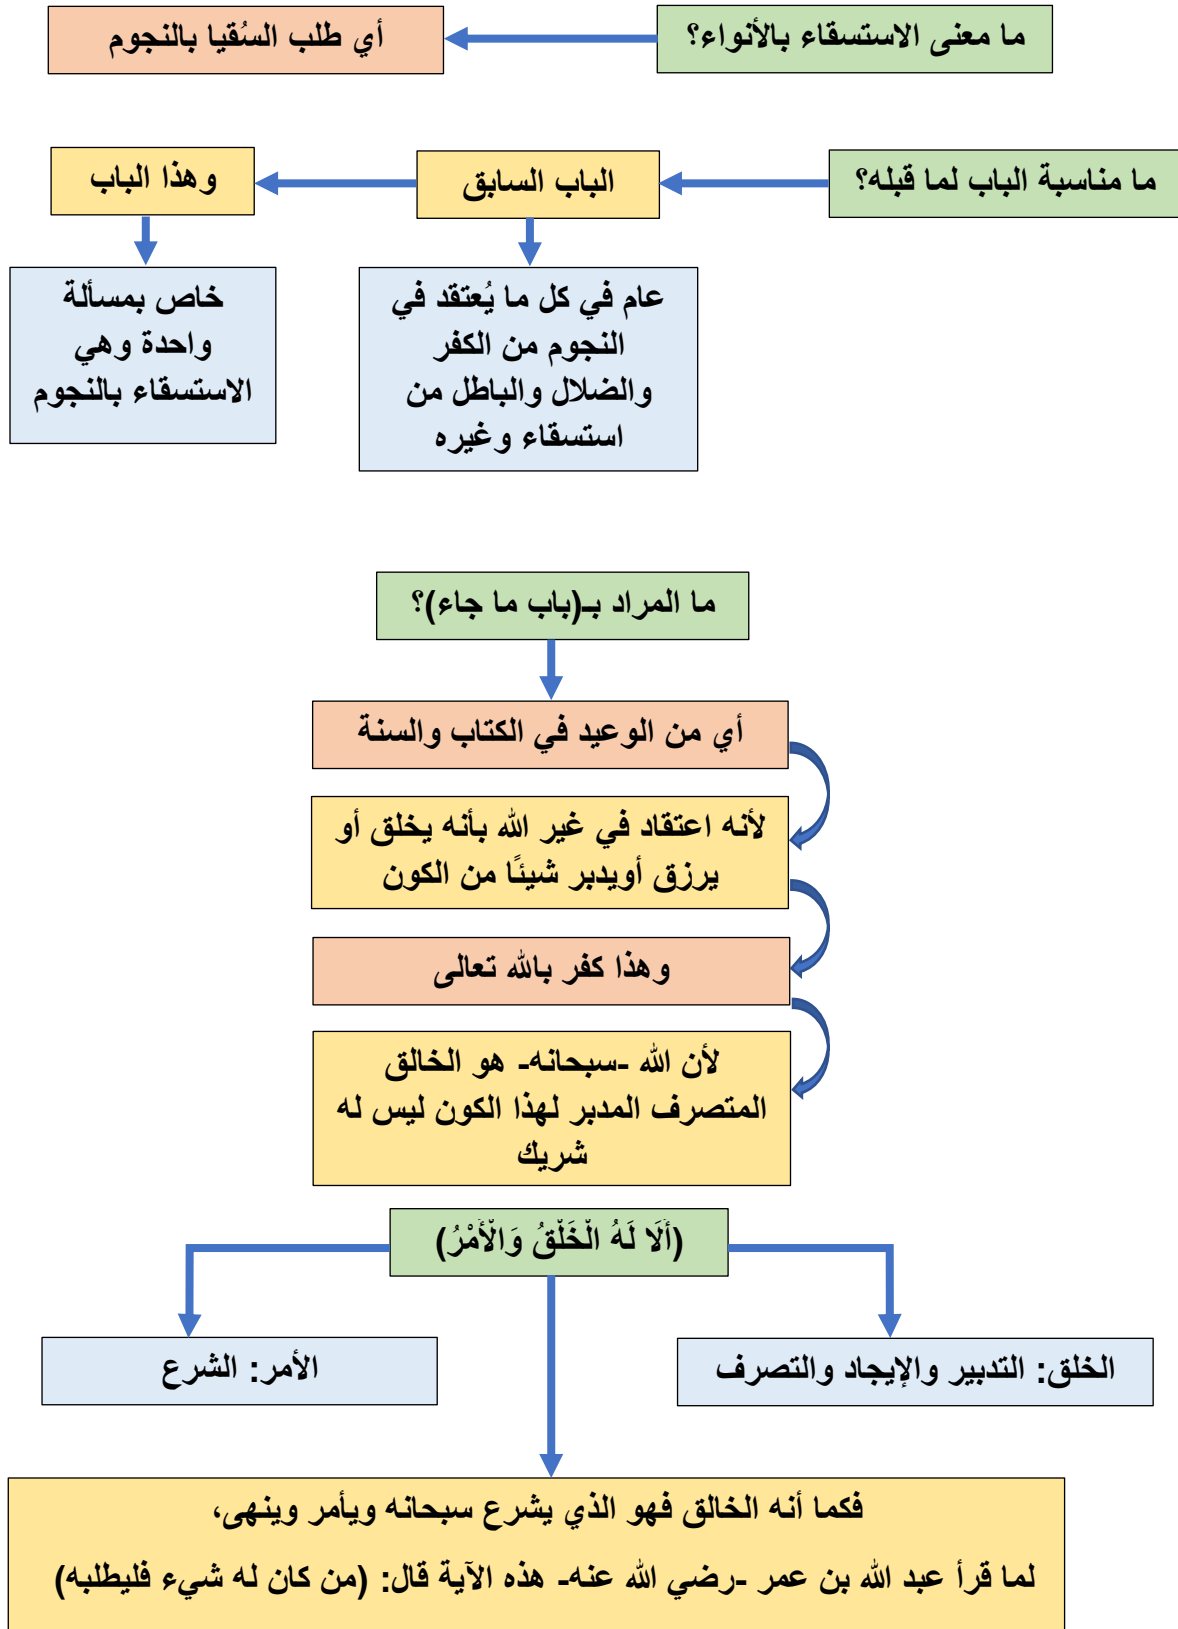 ما معنى الاستسقاء بالأنواء؟
أي طلب السُقيا بالنجوم
ما مناسبة الباب لما قبله؟
الباب السابق
وهذا الباب
عام في كل ما يُعتقد في
النجوم من الكفر
والضلال والباطل من
استسقاء وغيره
خاص بمسألة
واحدة وهي
الاستسقاء بالنجوم
ما المراد بـ(باب ما جاء)؟
أي من الوعيد في الكتاب والسنة
لأنه اعتقاد في غير الله بأنه يخلق أو
يرزق أويدبر شيئًا من الكون
وهذا كفر بالله تعالى
لأن الله -سبحانه- هو الخالق
المتصرف المدبر لهذا الكون ليس له
شريك
(أَلَا لَهُ الْخَلْقُ وَالْأَمْرُ)
الخلق: التدبير والإيجاد والتصرف
الأمر: الشرع
فكما أنه الخالق فهو الذي يشرع سبحانه ويأمر وينهى،
لما قرأ عبد الله بن عمر -رضي الله عنه- هذه الآية قال: (من كان له شيء فليطلبه)